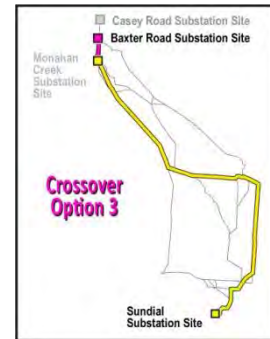 Casey Road Substation Site
Baxter Road Substation Site
Monahan
Creek
Substation
Site
Crossover
Option 3
Sundial
Substation Site